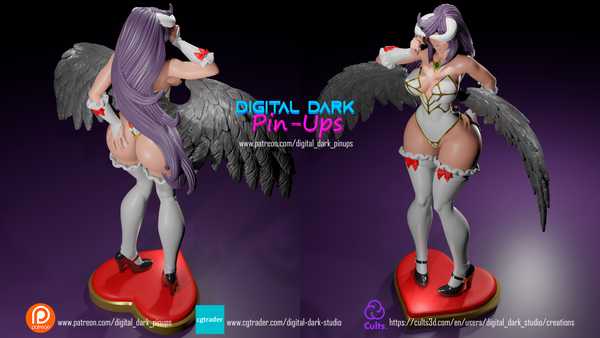 DIGITAL DARK
Pin-Ups
www.patreon.com/digital_dark_pinups
patreon
www.patreon.com/digital_dark_pinups
cgtrader
www.cgtrader.com/digital-dark-studio
Cults.
https://cults3d.com/en/users/digital_dark_studio/creations